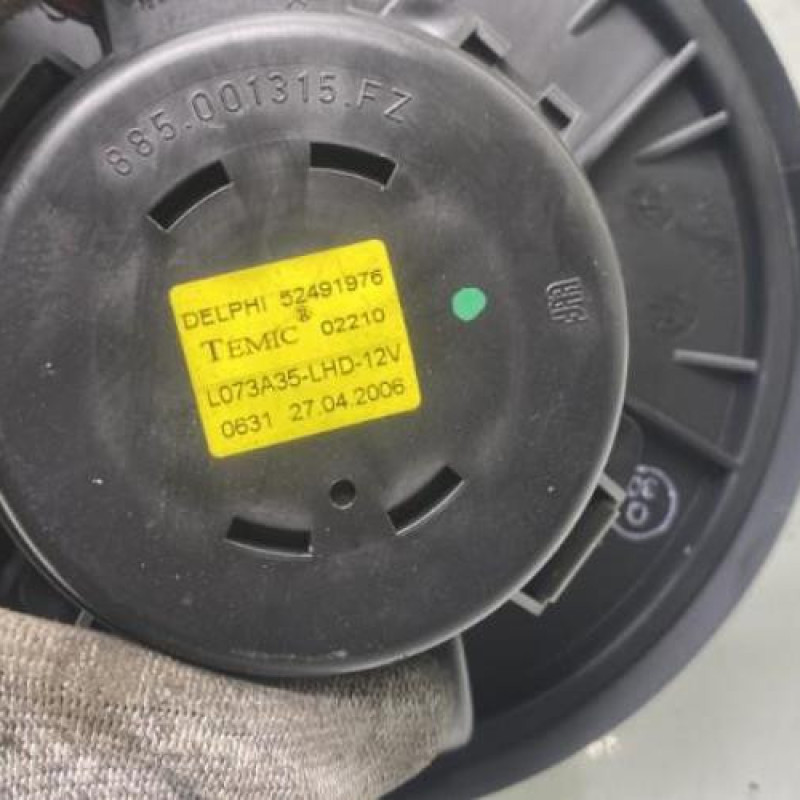 885.001315.FZ
DELPHI 52491976
TEMIC® 02210
L073A35-LHD-12V
0631 27.04.2006